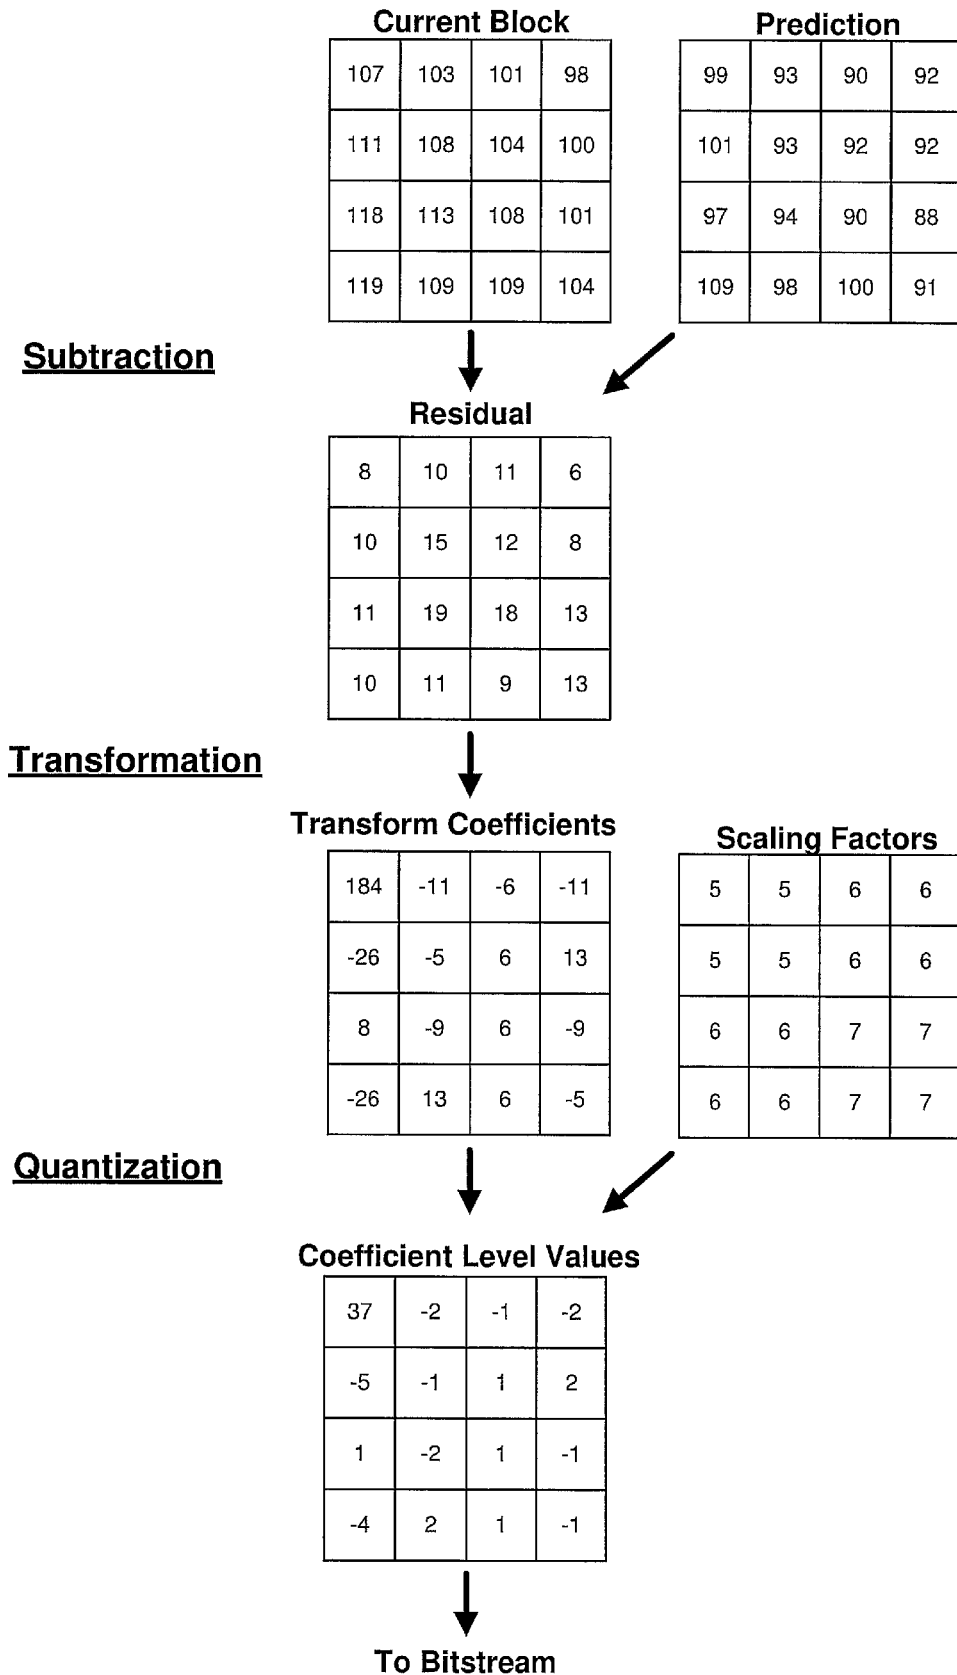 Current Block Prediction
107 103 101 98 99 93 90 92
111 108 104 100 101 93 92 92
118 113 108 101 97 94 90 88
119 109 109 104 109 98 100 91
Subtraction
Residual
8 10 11 6
10 15 12 8
11 19 18 13
10 11 9 13
Transformation
Transform Coefficients Scaling Factors
184 -11 -6 -11 5 5 6 6
-26 -5 6 13 5 5 6 6
8 -9 6 -9 6 6 7 7
-26 13 6 -5 6 6 7 7
Quantization
Coefficient Level Values
37 -2 -1 -2
-5 -1 1 2
1 -2 1 -1
-4 2 1 -1
To Bitstream